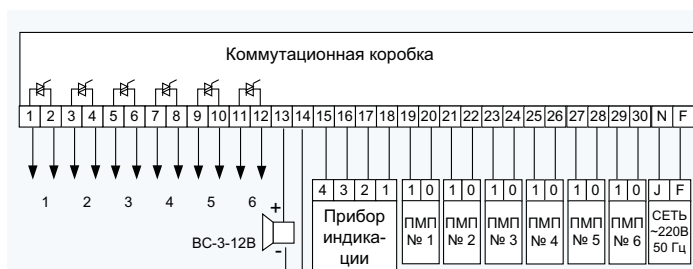 Коммутационная коробка
1 2 3 4 5 6 7 8 9 10 11 12 13 14 15 16 17 18 19 20 21 22 23 24 25 26 27 28 29 30 N F
4 3 2 1 1 0 1 0 1 0 1 0 1 0 1 0 J F
1 2 3 4 5 6
+
ВС-3-12В
-
Прибор
индика-
ции
ПМП
№ 1
ПМП
№ 2
ПМП
№ 3
ПМП
№ 4
ПМП
№ 5
ПМП
№ 6
СЕТЬ
~220В
50 Гц